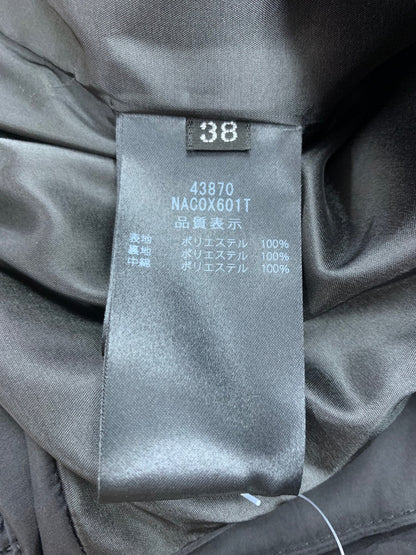 38
43870
NACOX601T
品質表示
表地 ポリエステル 100%
裏地 ポリエステル 100%
中綿 ポリエステル 100%